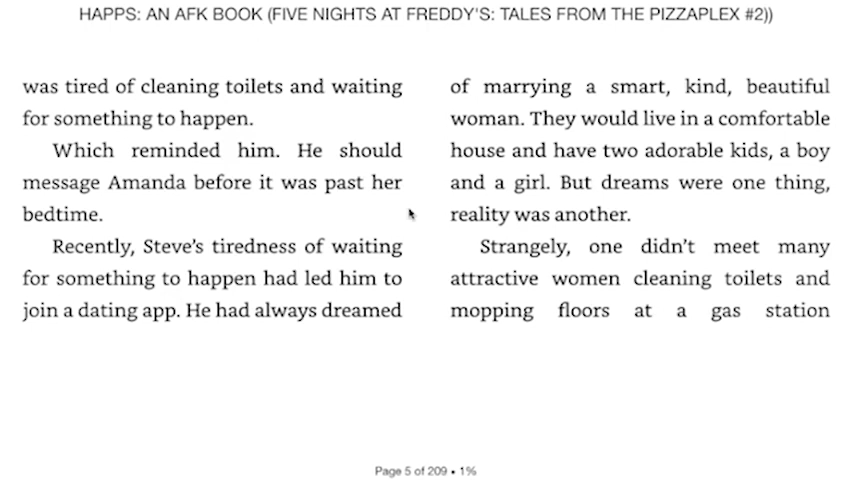 HAPPS: AN AFK BOOK (FIVE NIGHTS AT FREDDY'S: TALES FROM THE PIZZAPLEX #2))
was tired of cleaning toilets and waiting
for something to happen.
Which reminded him. He should
message Amanda before it was past her
bedtime.
Recently, Steve's tiredness of waiting
for something to happen had led him to
join a dating app. He had always dreamed
of marrying a smart, kind, beautiful
woman. They would live in a comfortable
house and have two adorable kids, a boy
and a girl. But dreams were one thing,
reality was another.
Strangely, one didn't meet many
attractive women cleaning toilets and
mopping floors at a gas station
Page 5 of 209 • 1%